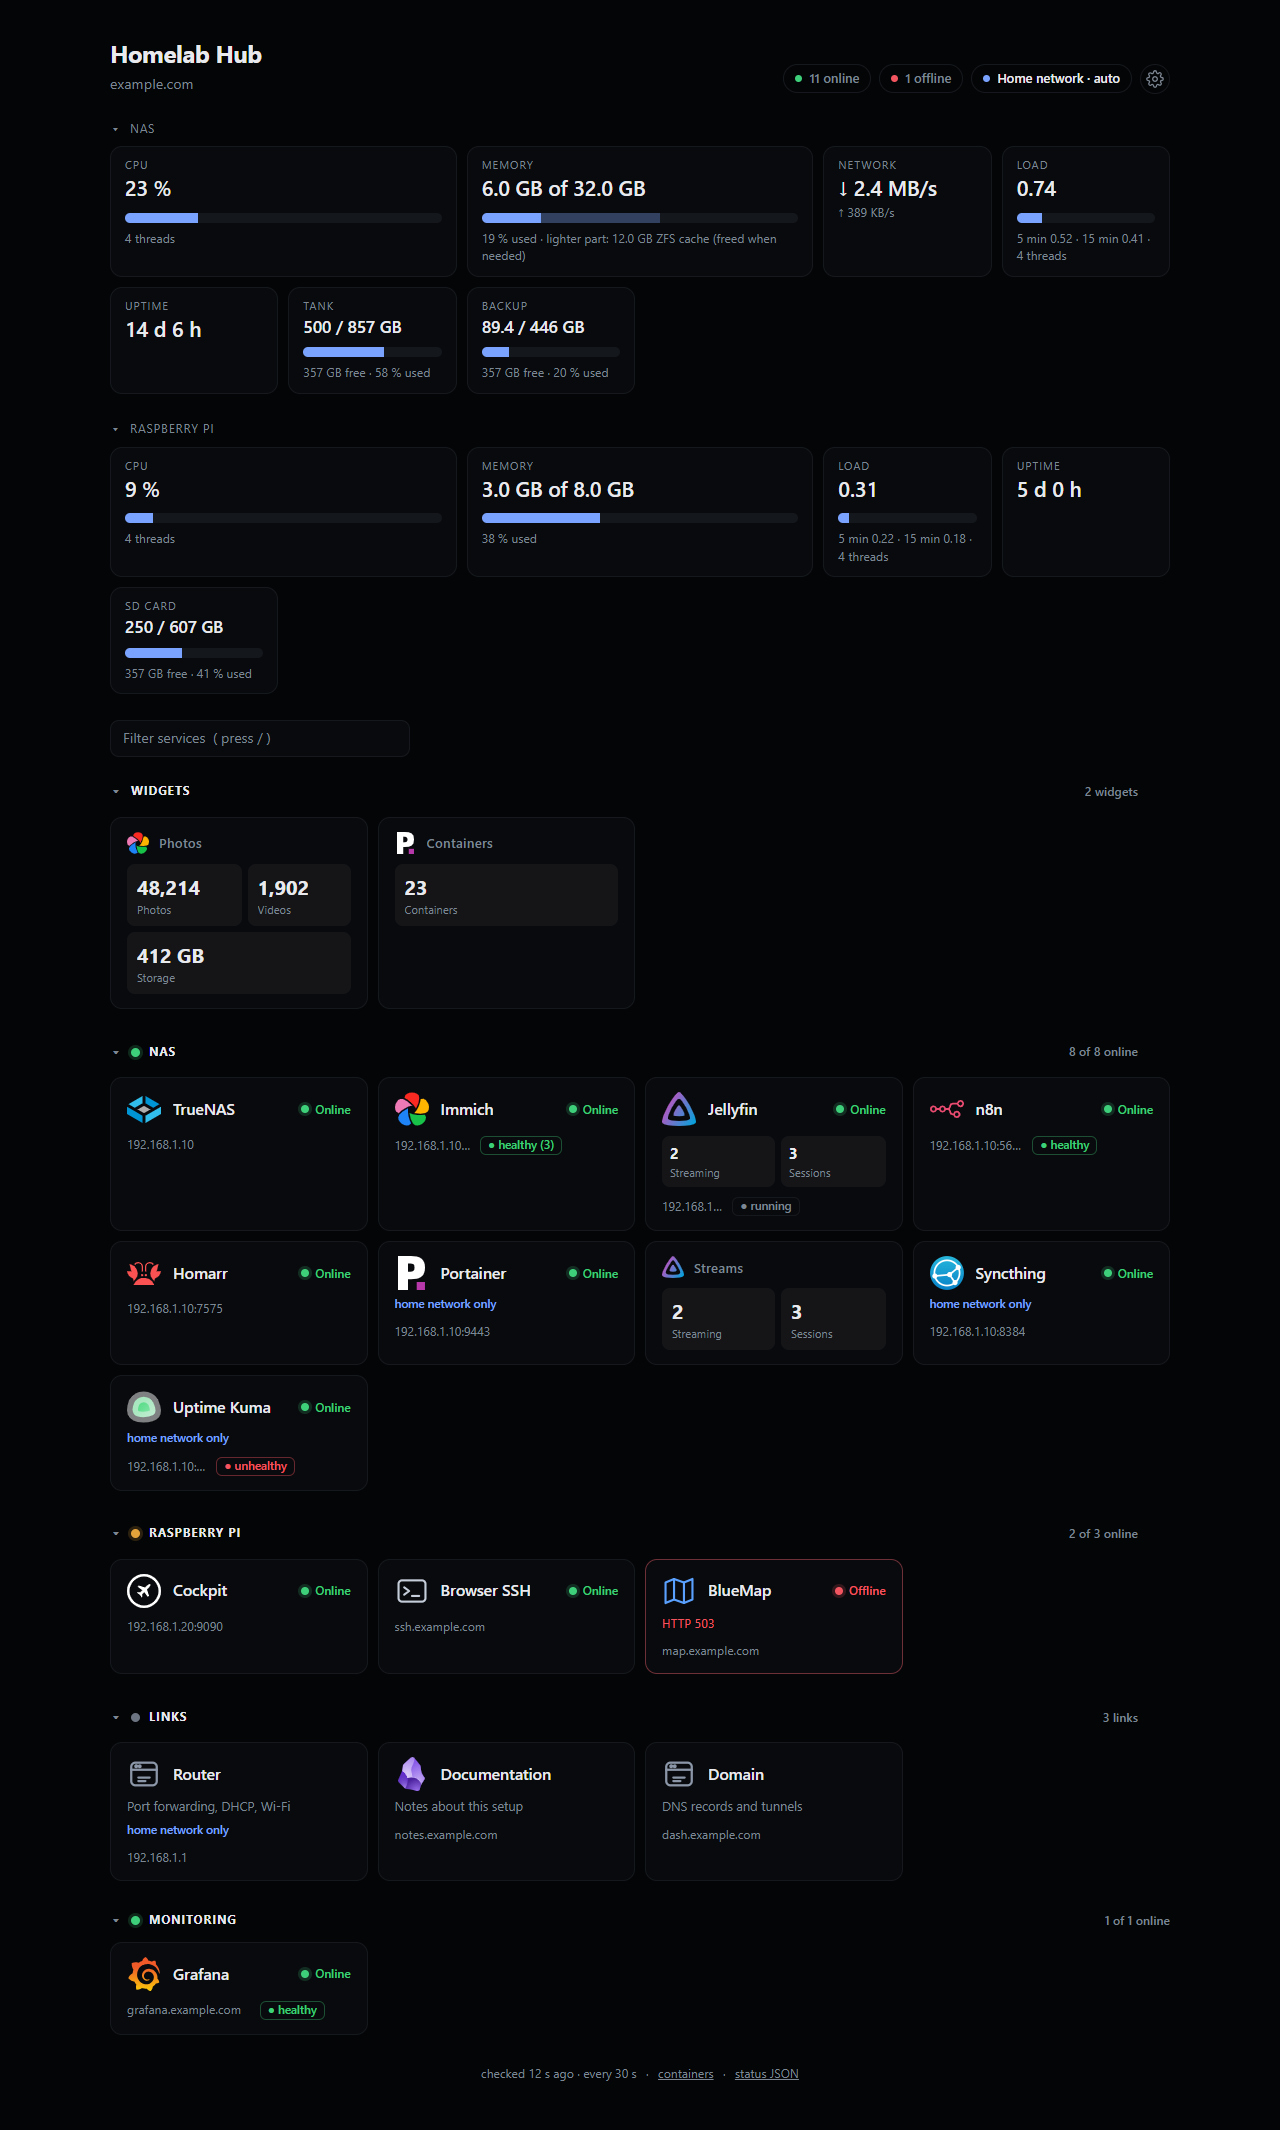 Homelab Hub
example.com
11 online
1 offline
Home network · auto
NAS
CPU
23 %
4 threads
MEMORY
6.0 GB of 32.0 GB
19 % used · lighter part: 12.0 GB ZFS cache (freed when
needed)
NETWORK
↓ 2.4 MB/s
↑ 389 KB/s
LOAD
0.74
5 min 0.52 · 15 min 0.41 ·
4 threads
UPTIME
14 d 6 h
TANK
500 / 857 GB
357 GB free · 58 % used
BACKUP
89.4 / 446 GB
357 GB free · 20 % used
RASPBERRY PI
CPU
9 %
4 threads
MEMORY
3.0 GB of 8.0 GB
38 % used
LOAD
0.31
5 min 0.22 · 15 min 0.18 ·
4 threads
UPTIME
5 d 0 h
SD CARD
250 / 607 GB
357 GB free · 41 % used
Filter services ( press / )
WIDGETS
2 widgets
Photos
48,214
Photos
1,902
Videos
412 GB
Storage
Containers
23
Containers
NAS
8 of 8 online
TrueNAS
Online
192.168.1.10
Immich
Online
192.168.1.10...
healthy (3)
Jellyfin
Online
2
Streaming
3
Sessions
192.168.1...
running
n8n
Online
192.168.1.10:56...
healthy
Homarr
Online
192.168.1.10:7575
Portainer
Online
home network only
192.168.1.10:9443
Streams
2
Streaming
3
Sessions
Syncthing
Online
home network only
192.168.1.10:8384
Uptime Kuma
Online
home network only
192.168.1.10:...
unhealthy
RASPBERRY PI
2 of 3 online
Cockpit
Online
192.168.1.20:9090
Browser SSH
Online
ssh.example.com
BlueMap
Offline
HTTP 503
map.example.com
LINKS
3 links
Router
Port forwarding, DHCP, Wi-Fi
home network only
192.168.1.1
Documentation
Notes about this setup
notes.example.com
Domain
DNS records and tunnels
dash.example.com
MONITORING
1 of 1 online
Grafana
Online
grafana.example.com
healthy
checked 12 s ago · every 30 s · containers · status JSON